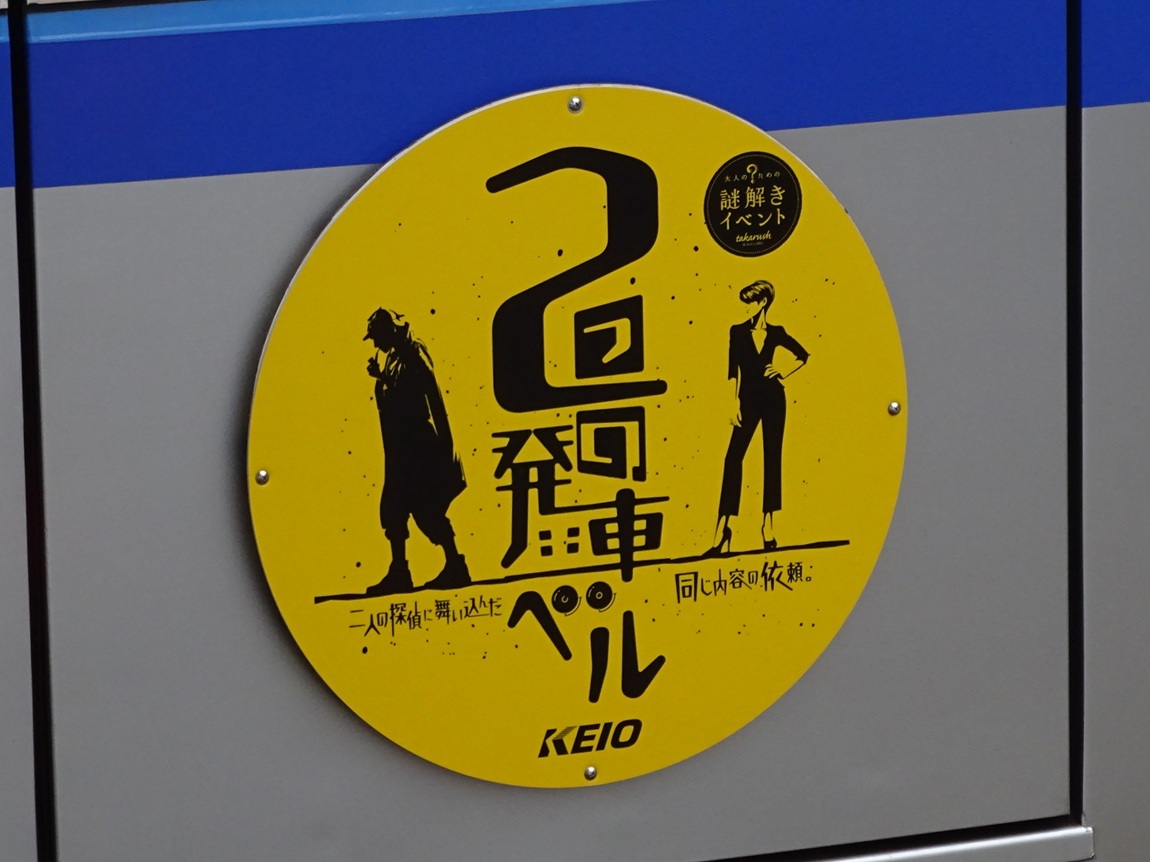 大人の?ための
謎解き
イベント
takarush
2つ目の
発車
ベル
二人の探偵に舞い込んだ
同じ内容の依頼。
KEIO